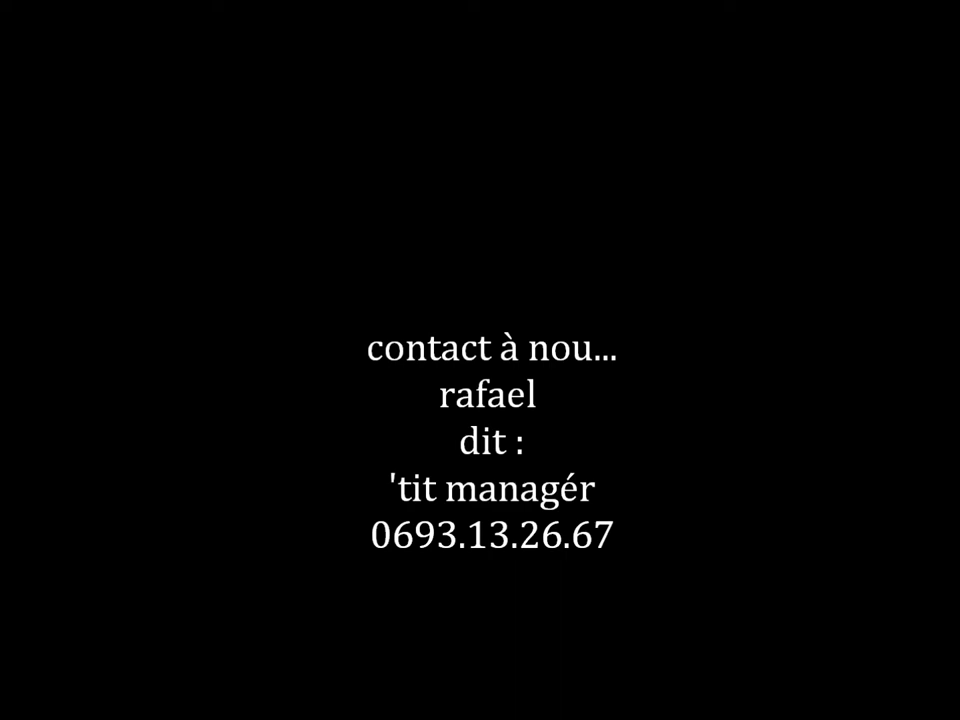 contact à nou...
rafael
dit :
'tit managér
0693.13.26.67